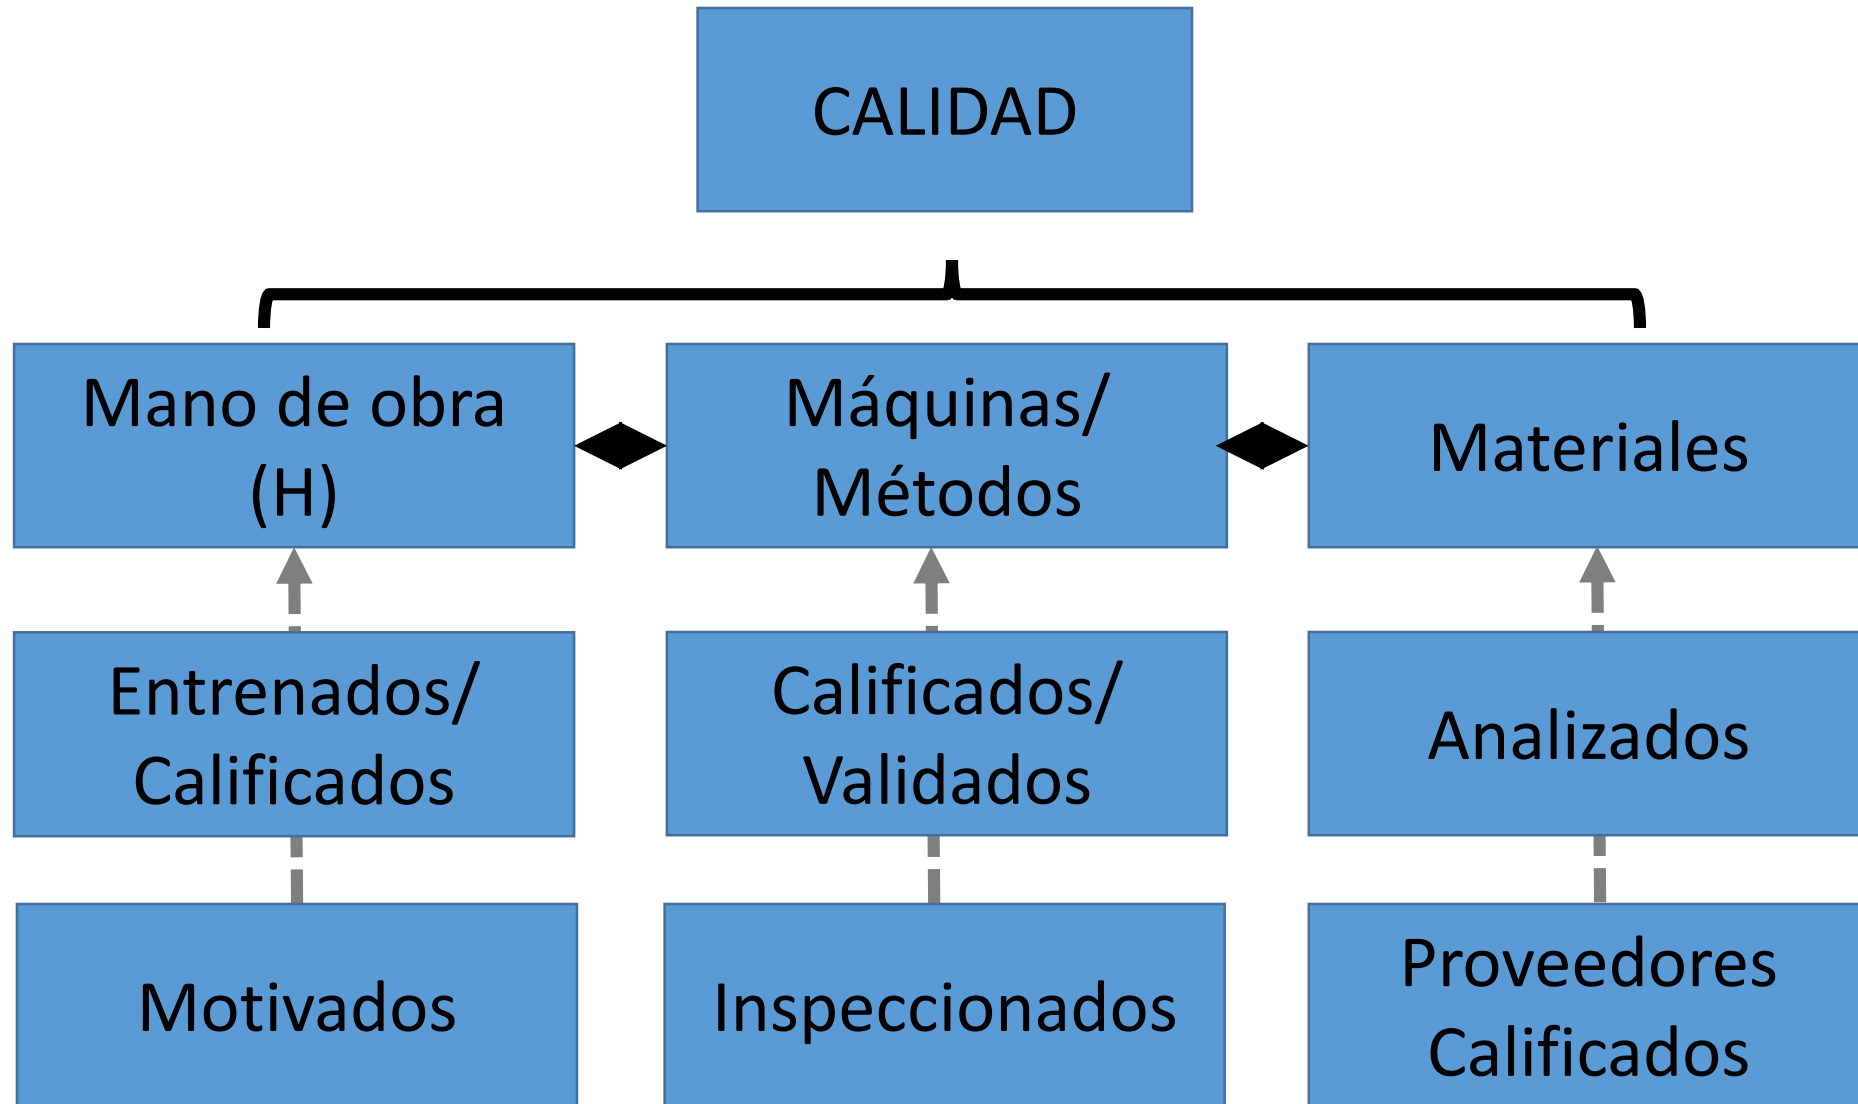 CALIDAD
Mano de obra
(H)
Máquinas/
Métodos
Materiales
Entrenados/
Calificados
Calificados/
Validados
Analizados
Motivados
Inspeccionados
Proveedores
Calificados